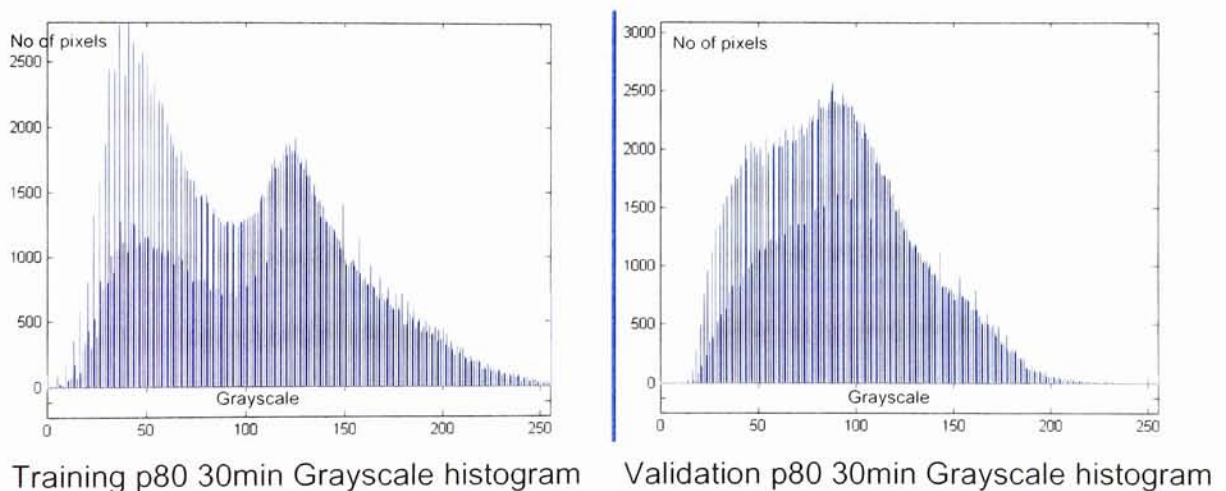 No of pixels
2500
2000
1500
1000
500
0
Grayscale
0 50 100 150 200 250
Training p80 30min Grayscale histogram
3000
No of pixels
2500
2000
1500
1000
500
0
Grayscale
0 50 100 150 200 250
Validation p80 30min Grayscale histogram